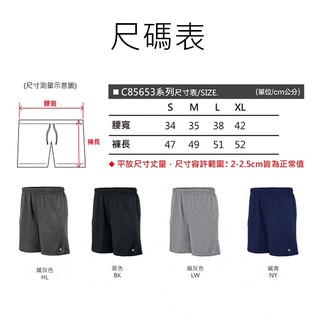 尺碼表
(尺寸測量示意圖)
腰寬
褲長
■ C85653系列尺寸表/SIZE. (單位/cm公分)
S M L XL
腰寬 34 35 38 42
褲長 47 49 51 52
◆ 平放尺寸丈量，尺寸容許範圍± 2-2.5cm皆為正常值
鐵灰色 黑色 麻灰色 藏青
HL BK LW NY